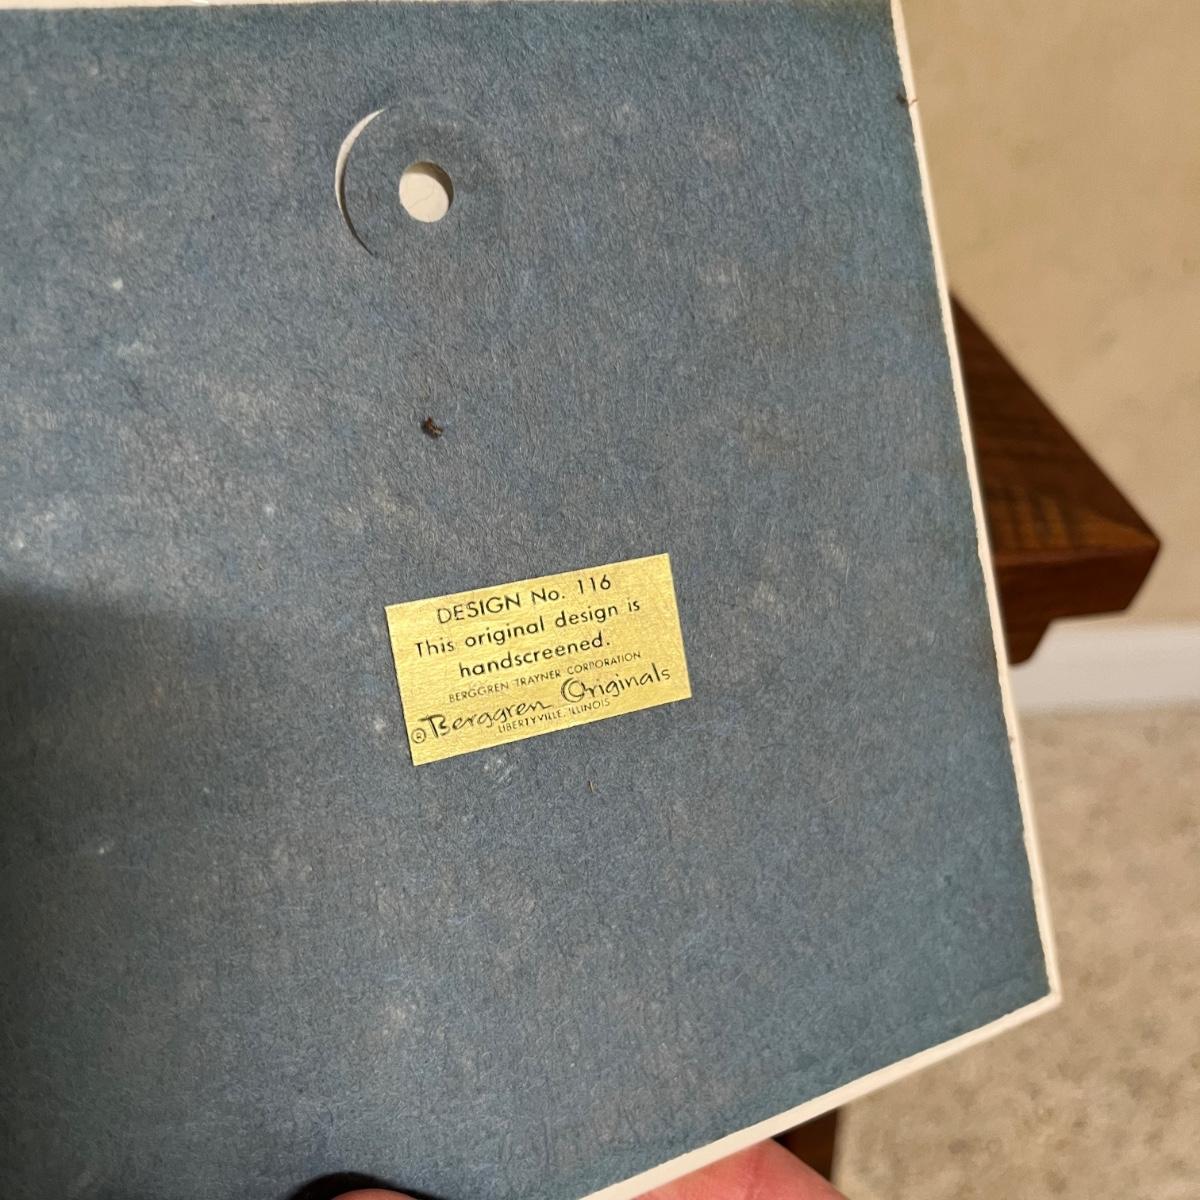 DESIGN No. 116
This original design is
handscreened.
BERGGREN TRAYNER CORPORATION
® Berggren Originals
LIBERTYVILLE, ILLINOIS